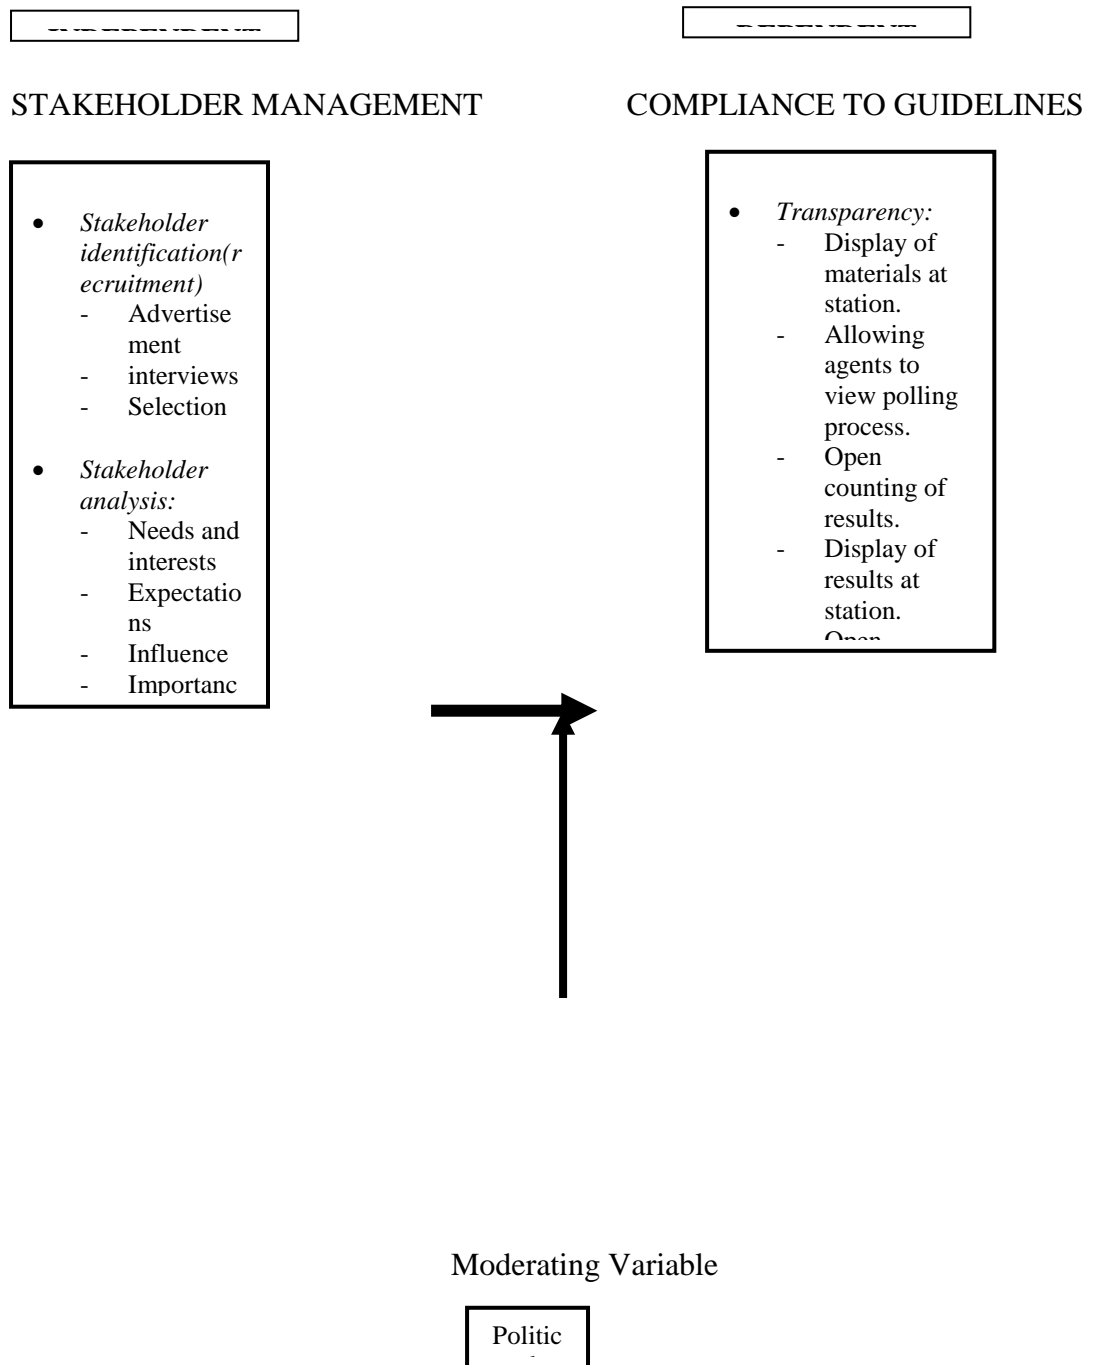 STAKEHOLDER MANAGEMENT
COMPLIANCE TO GUIDELINES
• Stakeholder
identification(r
ecruitment)
- Advertise
ment
- interviews
- Selection
• Stakeholder
analysis:
- Needs and
interests
- Expectatio
ns
- Influence
- Importanc
• Transparency:
- Display of
materials at
station.
- Allowing
agents to
view polling
process.
- Open
counting of
results.
- Display of
results at
station.
Open
Moderating Variable
Politic